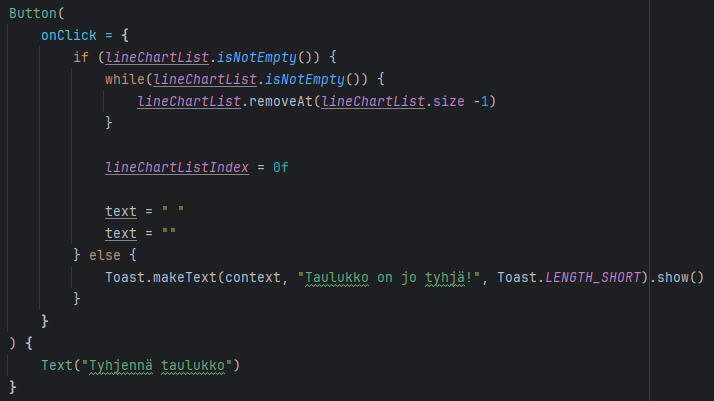 Button(
    onClick = {
        if (lineChartList.isNotEmpty()) {
            while(lineChartList.isNotEmpty()) {
                lineChartList.removeAt(lineChartList.size -1)
            }

            lineChartListIndex = 0f

            text = " "
            text = ""
        } else {
            Toast.makeText(context, "Taulukko on jo tyhjä!", Toast.LENGTH_SHORT).show()
        }
    }
) {
    Text("Tyhjennä taulukko")
}